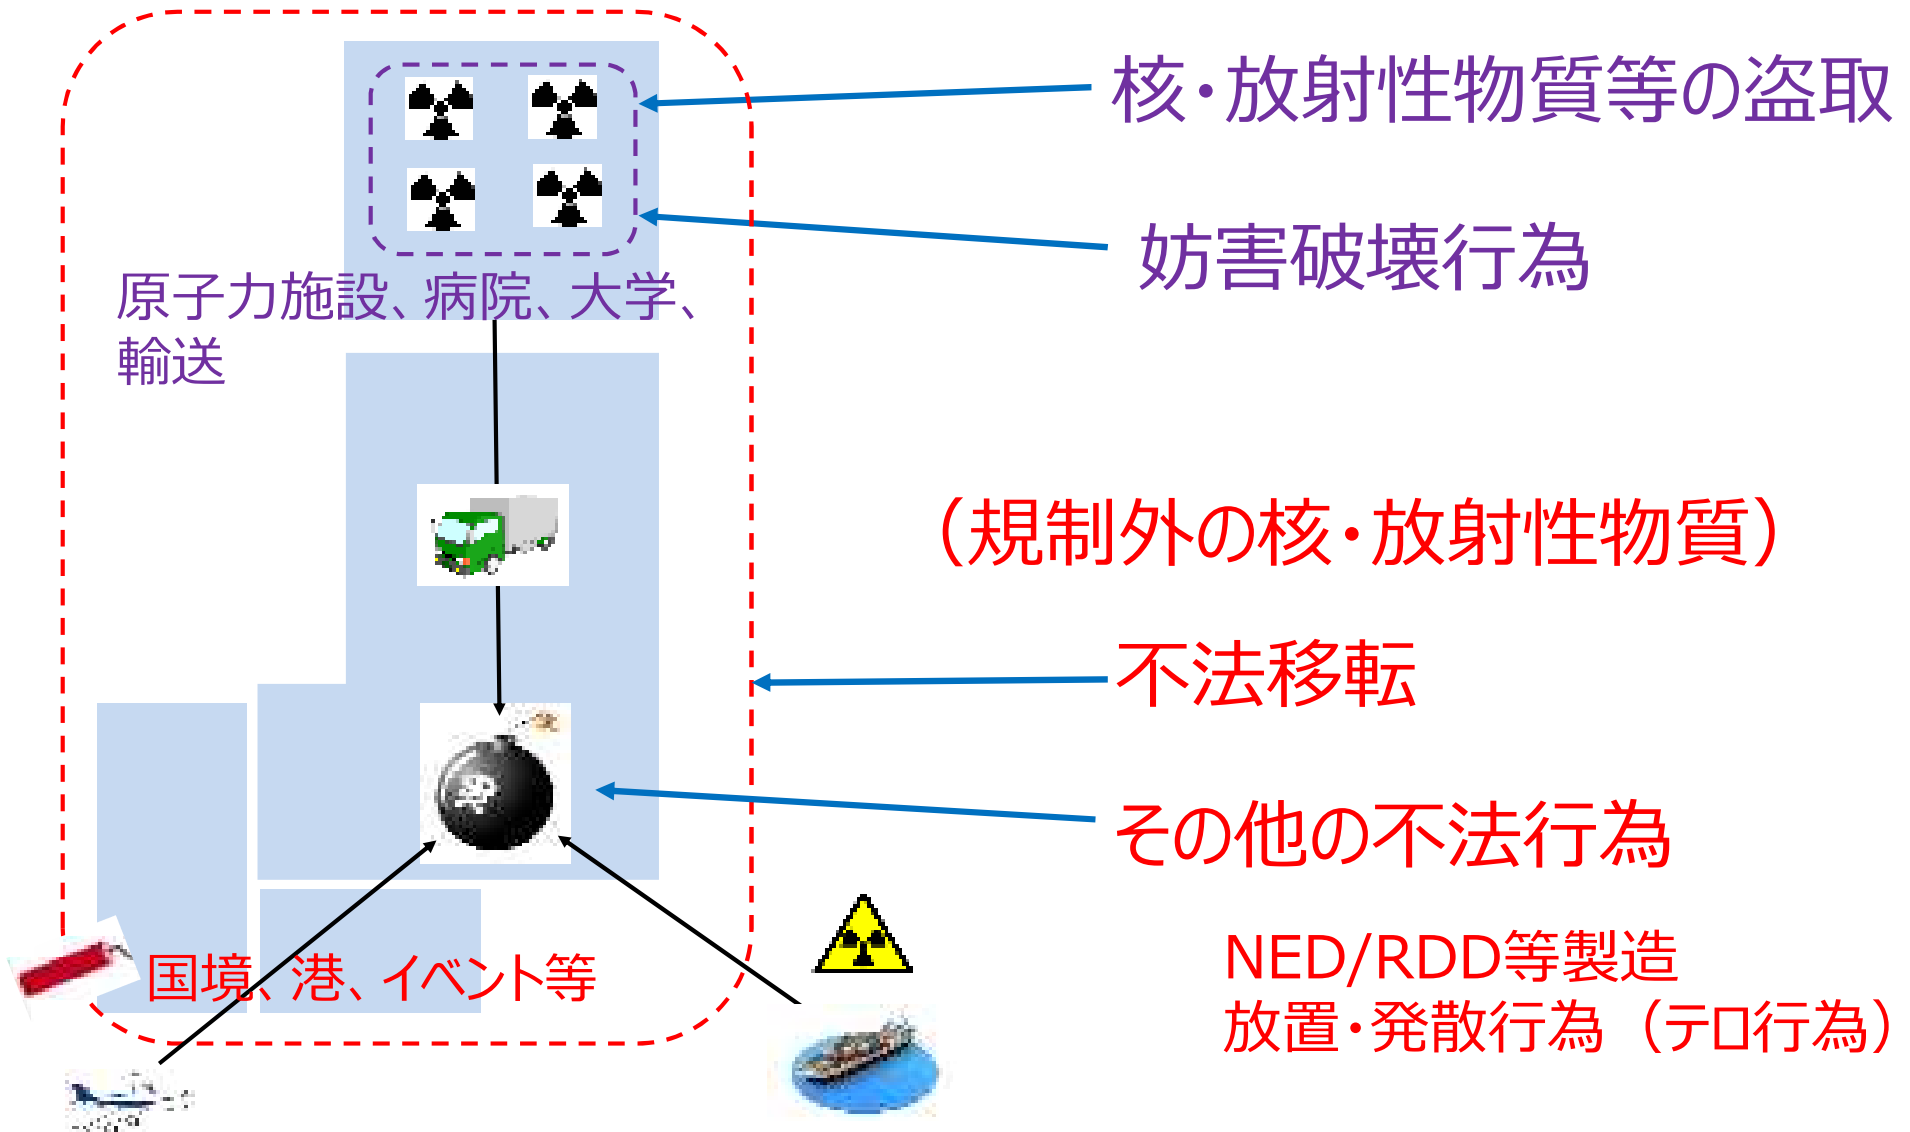 核・放射性物質等の盗取
妨害破壊行為
原子力施設、病院、大学、
輸送
（規制外の核・放射性物質）
不法移転
その他の不法行為
NED/RDD等製造
放置・発散行為（テロ行為）
国境、港、イベント等